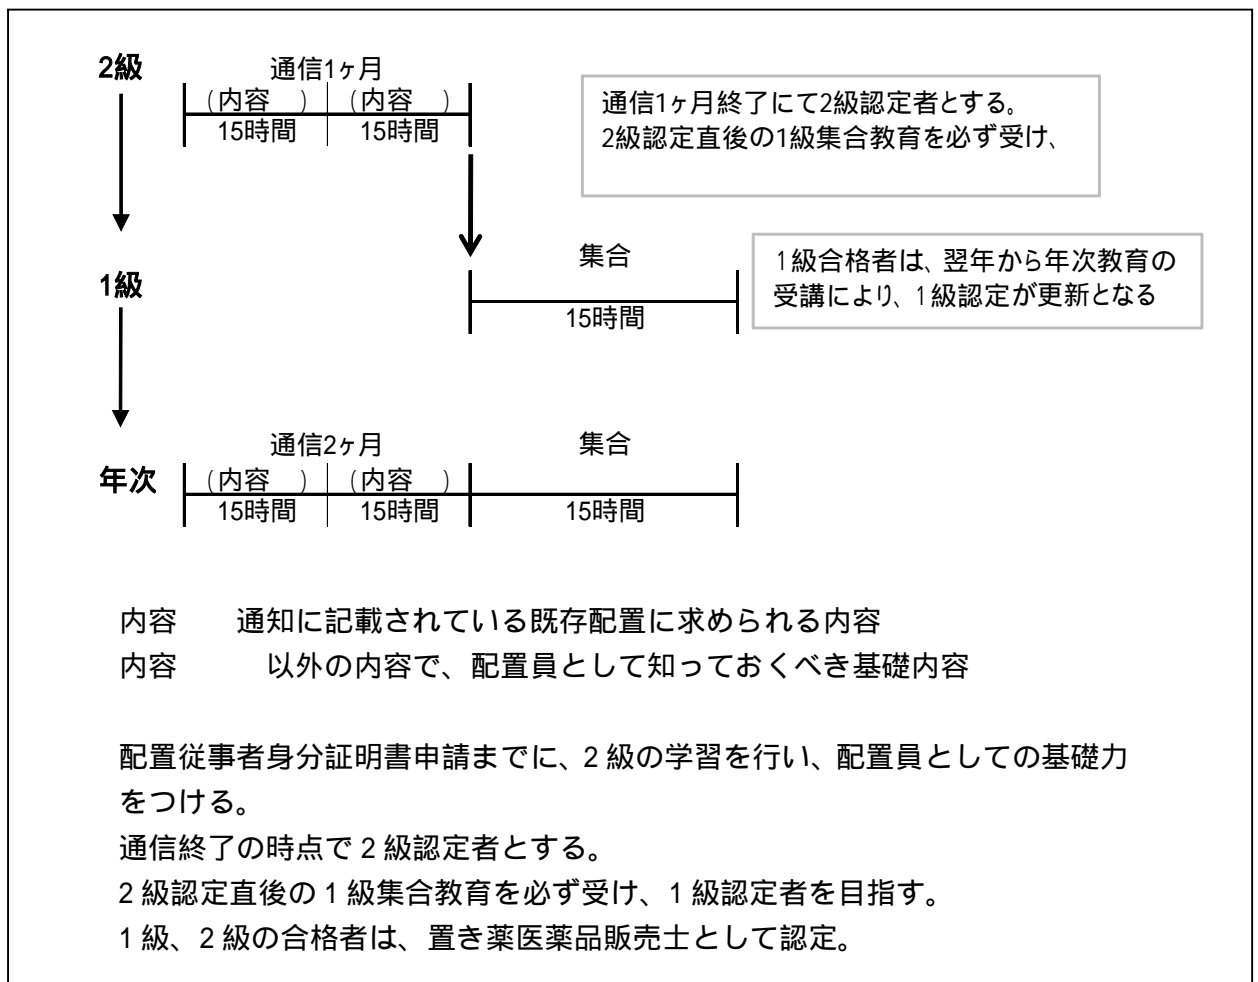 2級
通信1ヶ月
(内容　) (内容　)
15時間 15時間
通信1ヶ月終了にて2級認定者とする。
2級認定直後の1級集合教育を必ず受け、
1級
集合
15時間
1級合格者は、翌年から年次教育の
受講により、1級認定が更新となる
年次
通信2ヶ月 集合
(内容　) (内容　)
15時間 15時間 15時間
内容　　通知に記載されている既存配置に求められる内容
内容　　　以外の内容で、配置員として知っておくべき基礎内容
配置従事者身分証明書申請までに、2級の学習を行い、配置員としての基礎力
をつける。
通信終了の時点で2級認定者とする。
2級認定直後の1級集合教育を必ず受け、1級認定者を目指す。
1級、2級の合格者は、置き薬医薬品販売士として認定。